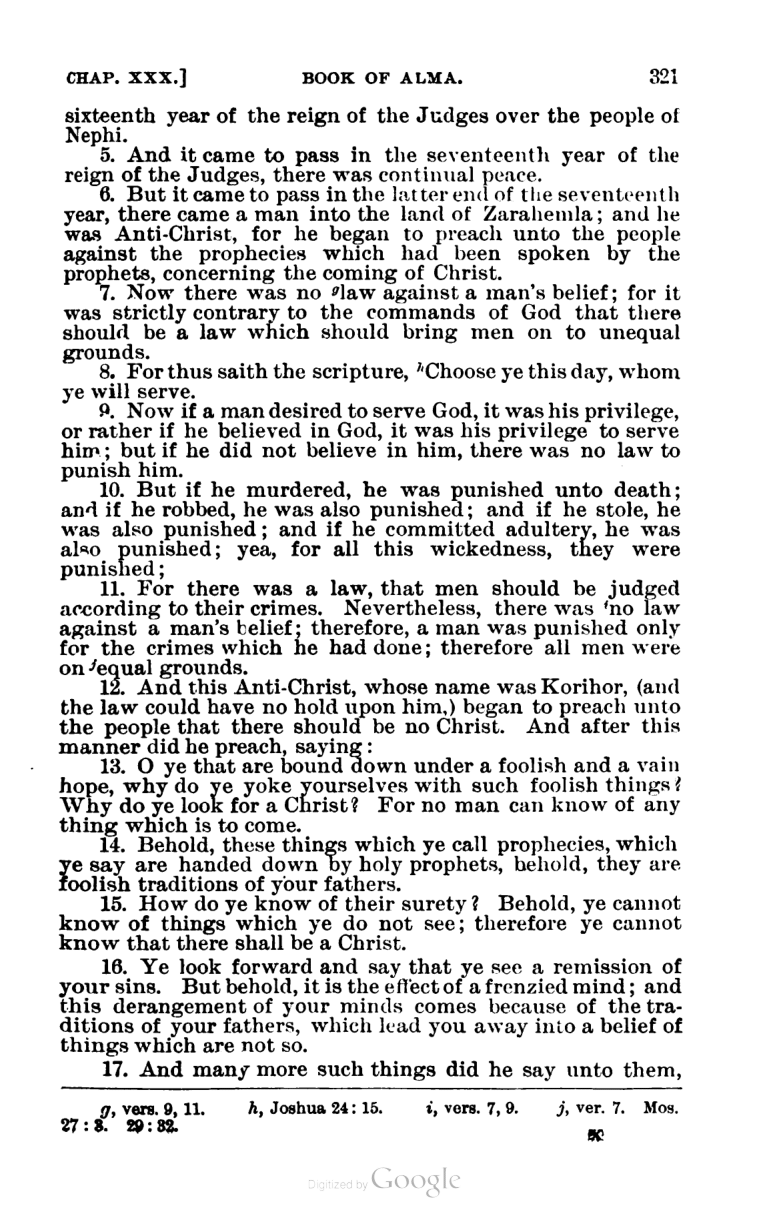 CHAP. XXX.] BOOK OF ALMA. 321
sixteenth year of the reign of the Judges over the people of
Nephi.
5. And it came to pass in the seventeenth year of the
reign of the Judges, there was continual peace.
6. But it came to pass in the latter end of the seventeenth
year, there came a man into the land of Zarahemla; and he
was Anti-Christ, for he began to preach unto the people
against the prophecies which had been spoken by the
prophets, concerning the coming of Christ.
7. Now there was no glaw against a man's belief; for it
was strictly contrary to the commands of God that there
should be a law which should bring men on to unequal
grounds.
8. For thus saith the scripture, hChoose ye this day, whom
ye will serve.
9. Now if a man desired to serve God, it was his privilege,
or rather if he believed in God, it was his privilege to serve
him; but if he did not believe in him, there was no law to
punish him.
10. But if he murdered, he was punished unto death;
and if he robbed, he was also punished; and if he stole, he
was also punished; and if he committed adultery, he was
also punished; yea, for all this wickedness, they were
punished;
11. For there was a law, that men should be judged
according to their crimes. Nevertheless, there was ino law
against a man's belief; therefore, a man was punished only
for the crimes which he had done; therefore all men were
on jequal grounds.
12. And this Anti-Christ, whose name was Korihor, (and
the law could have no hold upon him,) began to preach unto
the people that there should be no Christ. And after this
manner did he preach, saying:
13. O ye that are bound down under a foolish and a vain
hope, why do ye yoke yourselves with such foolish things?
Why do ye look for a Christ? For no man can know of any
thing which is to come.
14. Behold, these things which ye call prophecies, which
ye say are handed down by holy prophets, behold, they are
foolish traditions of your fathers.
15. How do ye know of their surety? Behold, ye cannot
know of things which ye do not see; therefore ye cannot
know that there shall be a Christ.
16. Ye look forward and say that ye see a remission of
your sins. But behold, it is the effect of a frenzied mind; and
this derangement of your minds comes because of the tra-
ditions of your fathers, which lead you away into a belief of
things which are not so.
17. And many more such things did he say unto them,
g, vers. 9, 11. h, Joshua 24: 15. i, vers. 7, 9. j, ver. 7. Mos.
27: 3. 29: 32.
Digitized by Google